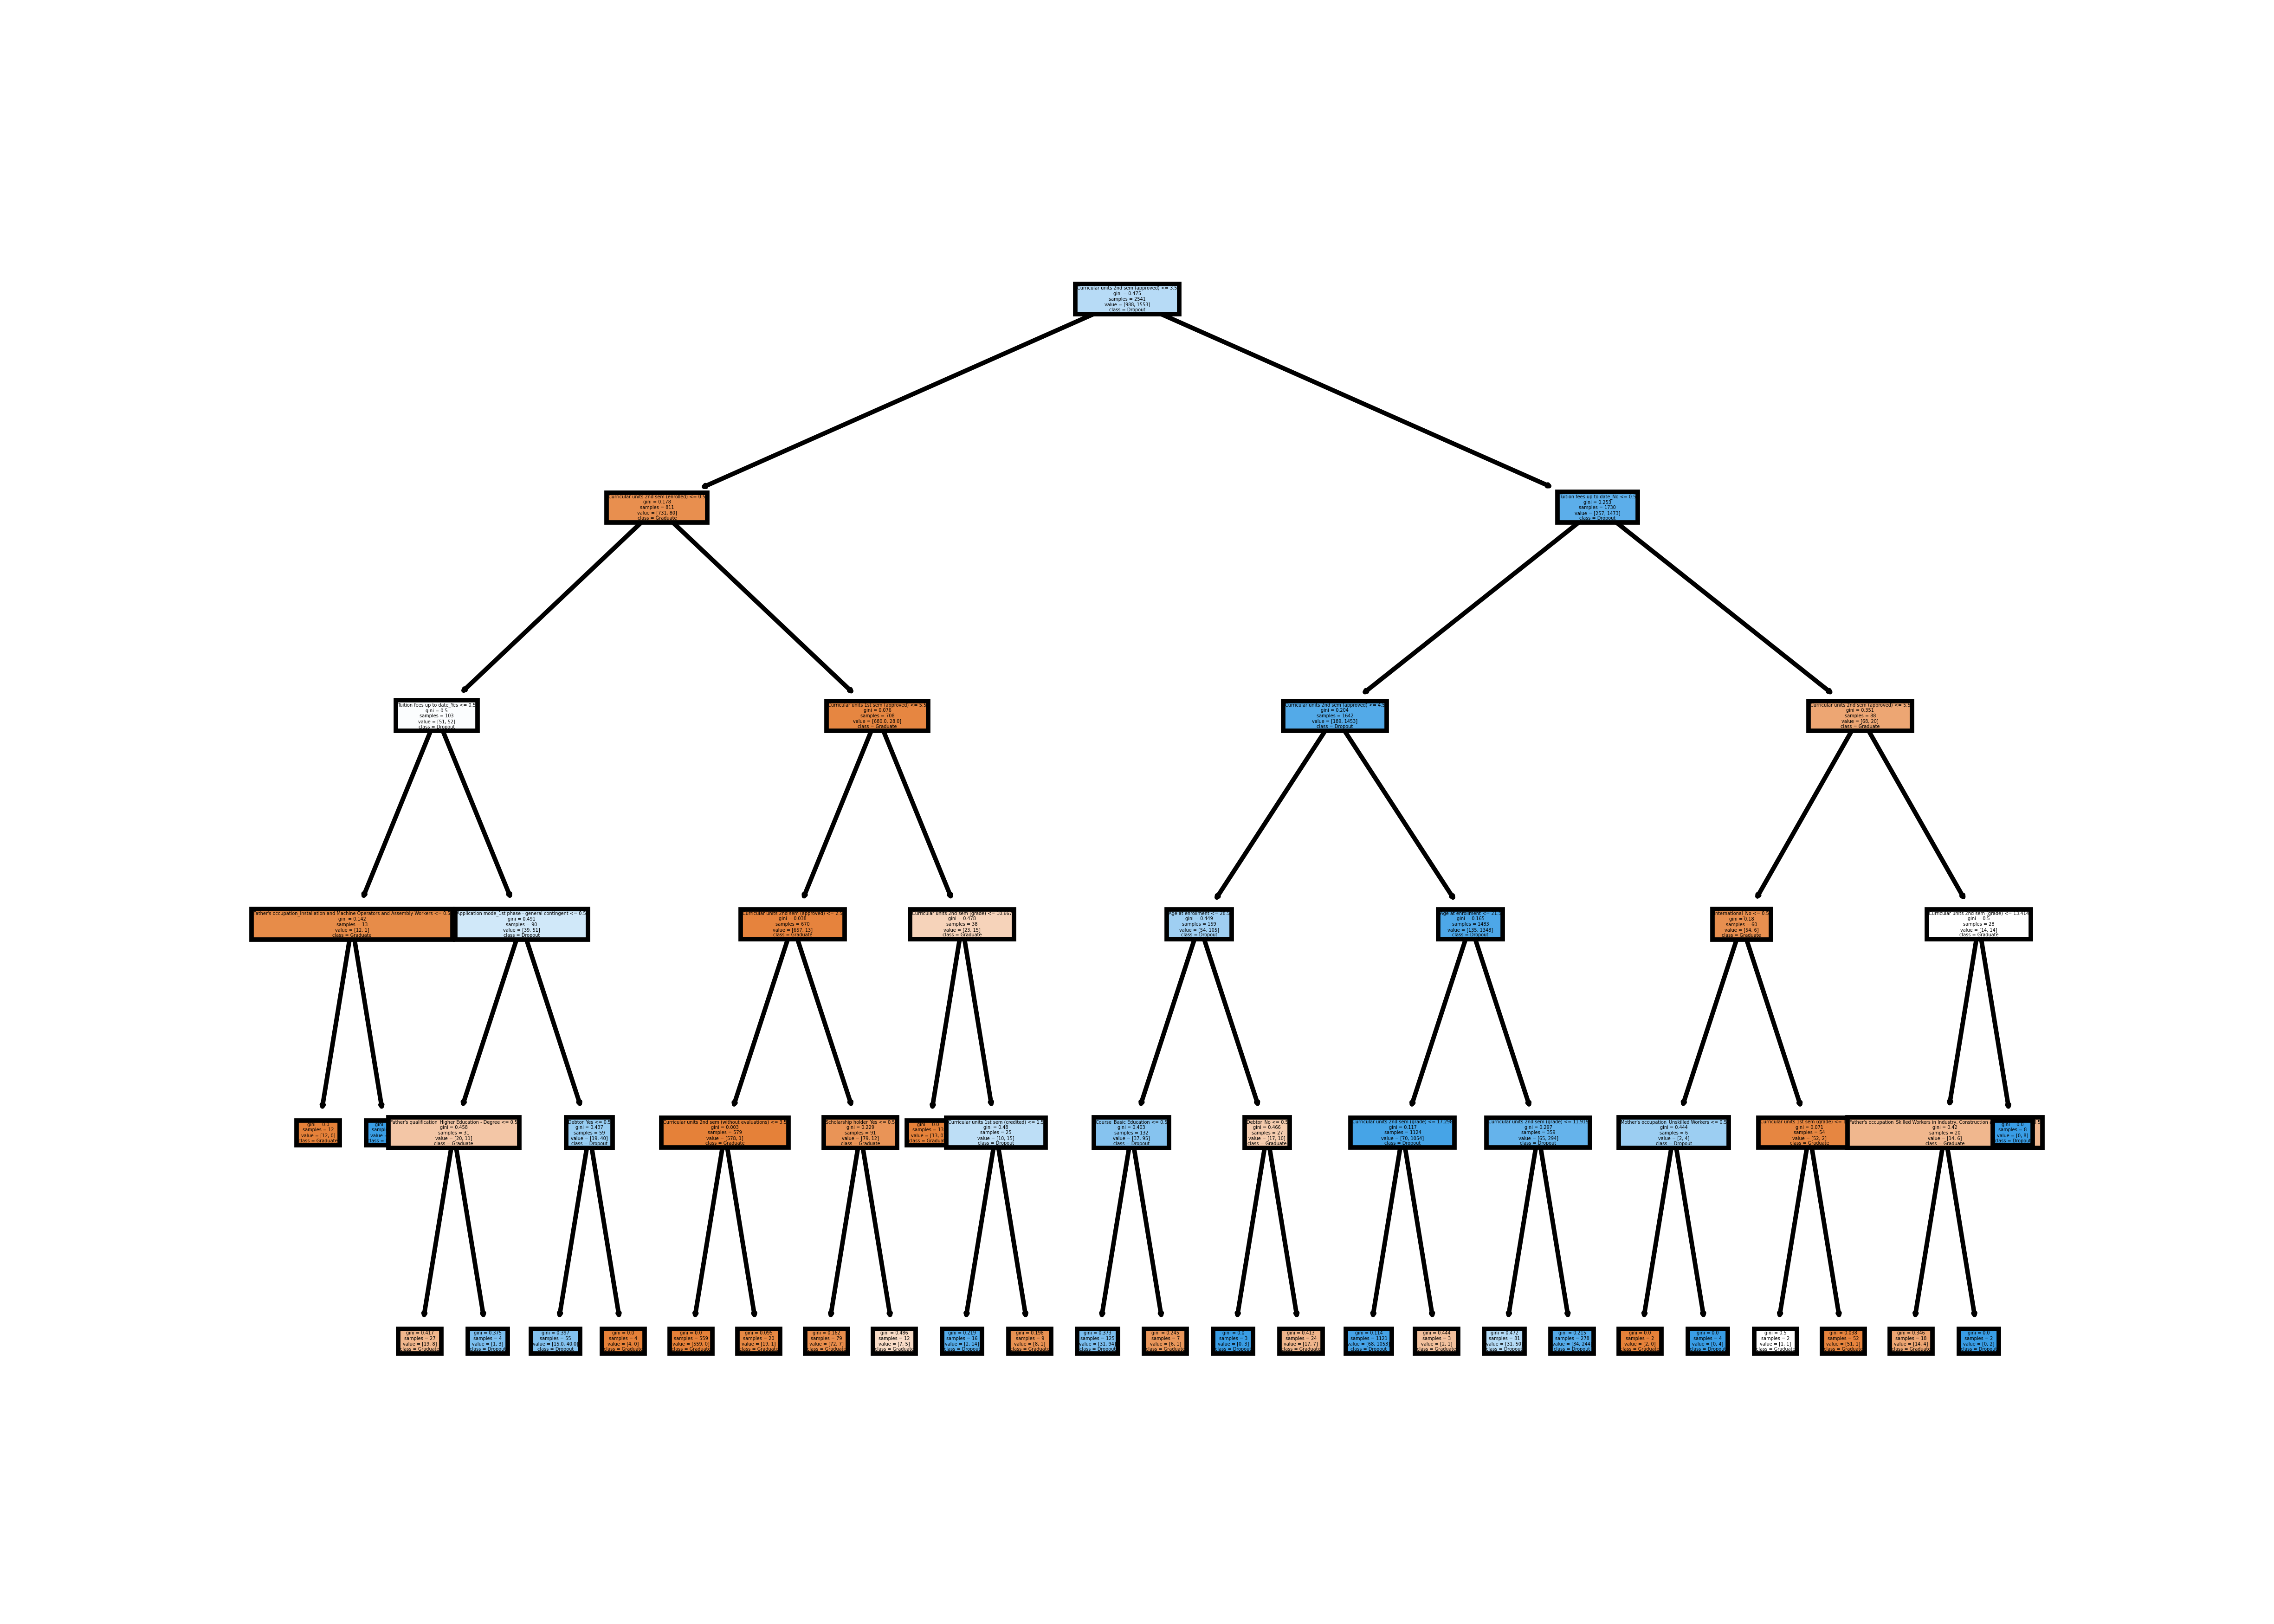 Curricular units 2nd sem (approved) <= 3.5
gini = 0.475
samples = 2541
value = [988, 1553]
class = Dropout
Curricular units 2nd sem (enrolled) <= 0.5
gini = 0.178
samples = 811
value = [731, 80]
class = Graduate
Tuition fees up to date_No <= 0.5
gini = 0.253
samples = 1730
value = [257, 1473]
class = Dropout
Tuition fees up to date_Yes <= 0.5
gini = 0.5
samples = 103
value = [51, 52]
class = Dropout
Curricular units 1st sem (approved) <= 5.5
gini = 0.076
samples = 708
value = [680.0, 28.0]
class = Graduate
Curricular units 2nd sem (approved) <= 4.5
gini = 0.204
samples = 1642
value = [189, 1453]
class = Dropout
Curricular units 2nd sem (approved) <= 5.5
gini = 0.351
samples = 88
value = [68, 20]
class = Graduate
Father's occupation_Installation and Machine Operators and Assembly Workers <= 0.5
gini = 0.142
samples = 13
value = [12, 1]
class = Graduate
Application mode_1st phase - general contingent <= 0.5
gini = 0.491
samples = 90
value = [39, 51]
class = Dropout
Curricular units 2nd sem (approved) <=
gini = 0.038
samples = 670
value = [657, 13]
class = Graduate
Curricular units 2nd sem (grade) <= 10.667
gini = 0.478
samples = 38
value = [23, 15]
class = Graduate
Age at enrollment <=
gini = 0.449
samples = 159
value = [54, 105]
class = Dropout
Age at enrollment <=
gini = 0.165
samples = 1483
value = [135, 1348]
class = Dropout
International_No <= 0.5
gini = 0.18
samples = 60
value = [54, 6]
class = Graduate
Curricular units 2nd sem (grade) <= 13.414
gini = 0.5
samples = 28
value = [14, 14]
class = Graduate
gini = 0.0
samples = 12
value = [12, 0]
class = Graduate
Father's qualification_Higher Education - Degree <= 0.5
gini = 0.458
samples = 31
value = [20, 11]
class = Graduate
Debtor_Yes <= 0.5
gini = 0.437
samples = 59
value = [19, 40]
class = Dropout
Curricular units 2nd sem (without evaluations) <= 3.5
gini = 0.003
samples = 579
value = [578, 1]
class = Graduate
Scholarship holder_Yes <= 0.5
gini = 0.229
samples = 91
value = [79, 12]
class = Graduate
gini = 0.0
Curricular units 1st sem (credited) <= 1.5
gini = 0.48
samples = 25
value = [10, 15]
class = Dropout
Course_Basic Education <= 0.5
gini = 0.403
samples = 132
value = [37, 95]
class = Dropout
Debtor_No <= 0.5
gini = 0.466
samples = 27
value = [17, 10]
class = Graduate
Curricular units 2nd sem (grade) <=
gini = 0.117
samples = 1124
value = [70, 1054]
class = Dropout
Curricular units 2nd sem (grade) <=
gini = 0.297
samples = 359
value = [65, 294]
class = Dropout
Mother's occupation_Unskilled Workers <= 0.5
gini = 0.444
samples = 6
value = [2, 4]
class = Dropout
Curricular units 1st sem (grade) <=
gini = 0.071
samples = 54
value = [52, 2]
class = Graduate
Father's occupation_Skilled Workers in Industry, Construction
gini = 0.42
samples = 20
value = [14, 6]
class = Graduate
gini = 0.0
samples = 8
value = [0, 8]
class = Dropout
gini = 0.417
samples = 27
value = [19, 8]
class = Graduate
gini = 0.375
samples = 4
value = [1, 3]
class = Dropout
gini = 0.397
samples = 55
value = [15.0, 40.0]
class = Dropout
gini = 0.0
samples = 4
value = [4, 0]
class = Graduate
gini = 0.0
samples = 559
value = [559, 0]
class = Graduate
gini = 0.095
samples = 20
value = [19, 1]
class = Graduate
gini = 0.162
samples = 79
value = [72, 7]
class = Graduate
gini = 0.486
samples = 12
value = [7, 5]
class = Graduate
gini = 0.219
samples = 16
value = [2, 14]
class = Dropout
gini = 0.198
samples = 9
value = [8, 1]
class = Graduate
gini = 0.373
samples = 125
value = [31, 94]
class = Dropout
gini = 0.245
samples = 7
value = [6, 1]
class = Graduate
gini = 0.0
samples = 3
value = [0, 3]
class = Dropout
gini = 0.413
samples = 24
value = [17, 7]
class = Graduate
gini = 0.114
samples = 1121
value = [68, 1053]
class = Dropout
gini = 0.444
samples = 3
value = [2, 1]
class = Graduate
gini = 0.472
samples = 81
value = [31, 50]
class = Dropout
gini = 0.215
samples = 278
value = [34, 244]
class = Dropout
gini = 0.0
samples = 2
value = [2, 0]
class = Graduate
gini = 0.0
samples = 4
value = [0, 4]
class = Dropout
gini = 0.5
samples = 2
value = [1, 1]
class = Graduate
gini = 0.038
samples = 52
value = [51, 1]
class = Graduate
gini = 0.346
samples = 18
value = [14, 4]
class = Graduate
gini = 0.0
samples = 2
value = [0, 2]
class = Dropout